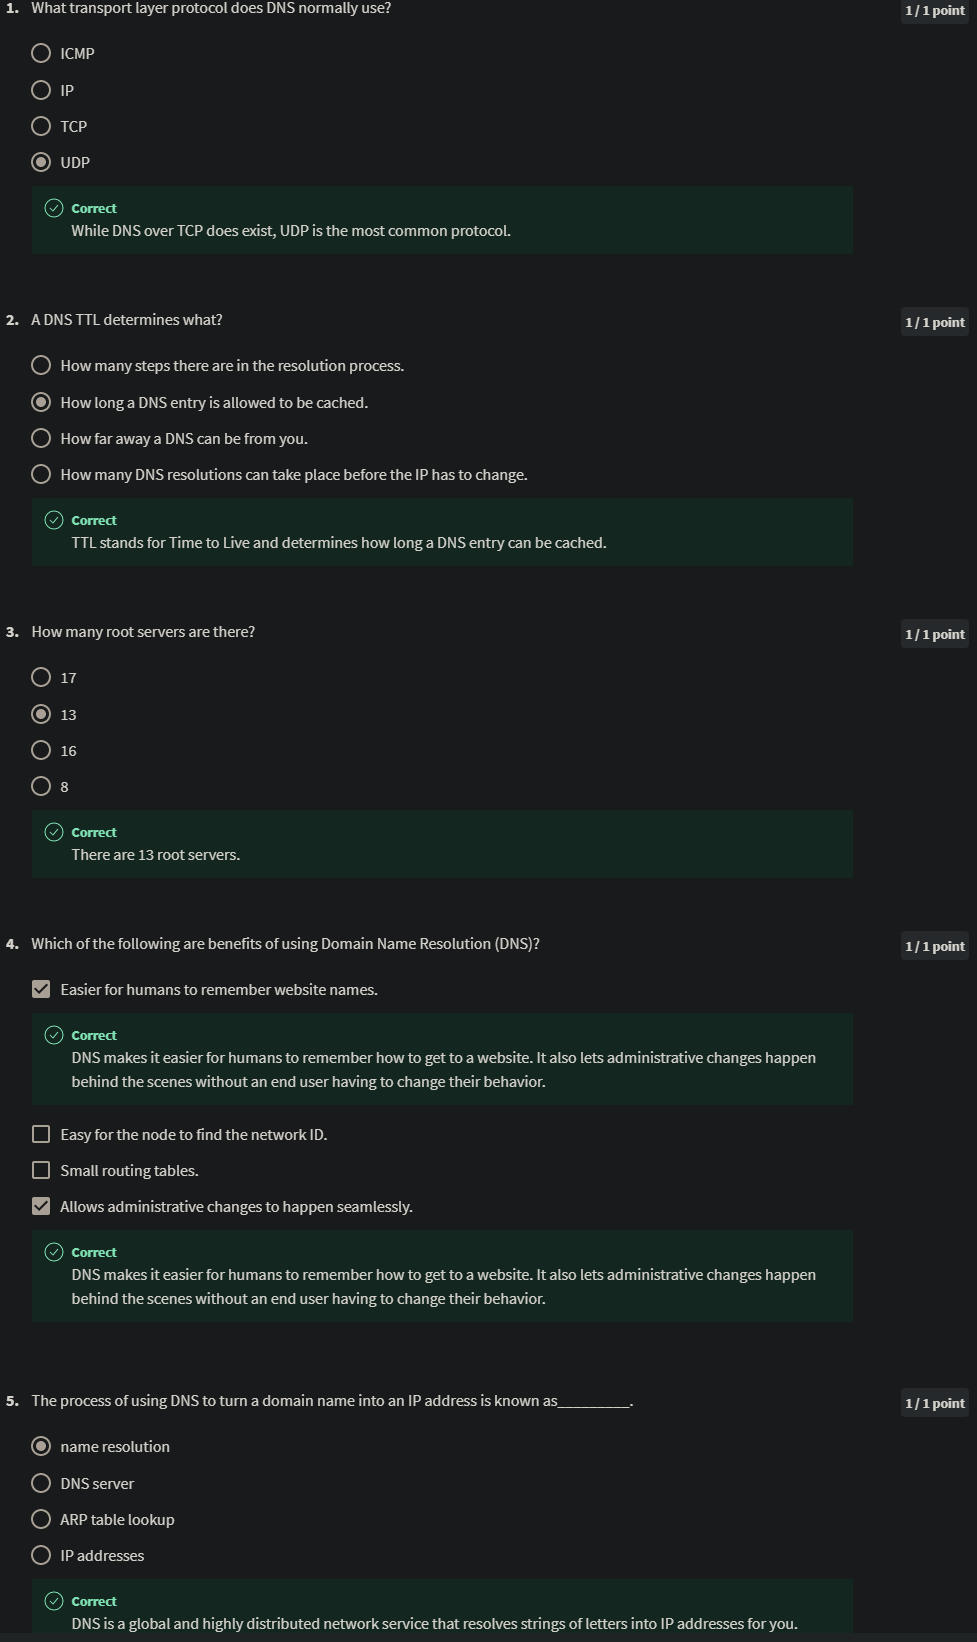 1. What transport layer protocol does DNS normally use?
1 / 1 point
ICMP
IP
TCP
UDP
Correct
While DNS over TCP does exist, UDP is the most common protocol.
2. A DNS TTL determines what?
1 / 1 point
How many steps there are in the resolution process.
How long a DNS entry is allowed to be cached.
How far away a DNS can be from you.
How many DNS resolutions can take place before the IP has to change.
Correct
TTL stands for Time to Live and determines how long a DNS entry can be cached.
3. How many root servers are there?
1 / 1 point
17
13
16
8
Correct
There are 13 root servers.
4. Which of the following are benefits of using Domain Name Resolution (DNS)?
1 / 1 point
Easier for humans to remember website names.
Correct
DNS makes it easier for humans to remember how to get to a website. It also lets administrative changes happen
behind the scenes without an end user having to change their behavior.
Easy for the node to find the network ID.
Small routing tables.
Allows administrative changes to happen seamlessly.
Correct
DNS makes it easier for humans to remember how to get to a website. It also lets administrative changes happen
behind the scenes without an end user having to change their behavior.
5. The process of using DNS to turn a domain name into an IP address is known as_________.
1 / 1 point
name resolution
DNS server
ARP table lookup
IP addresses
Correct
DNS is a global and highly distributed network service that resolves strings of letters into IP addresses for you.